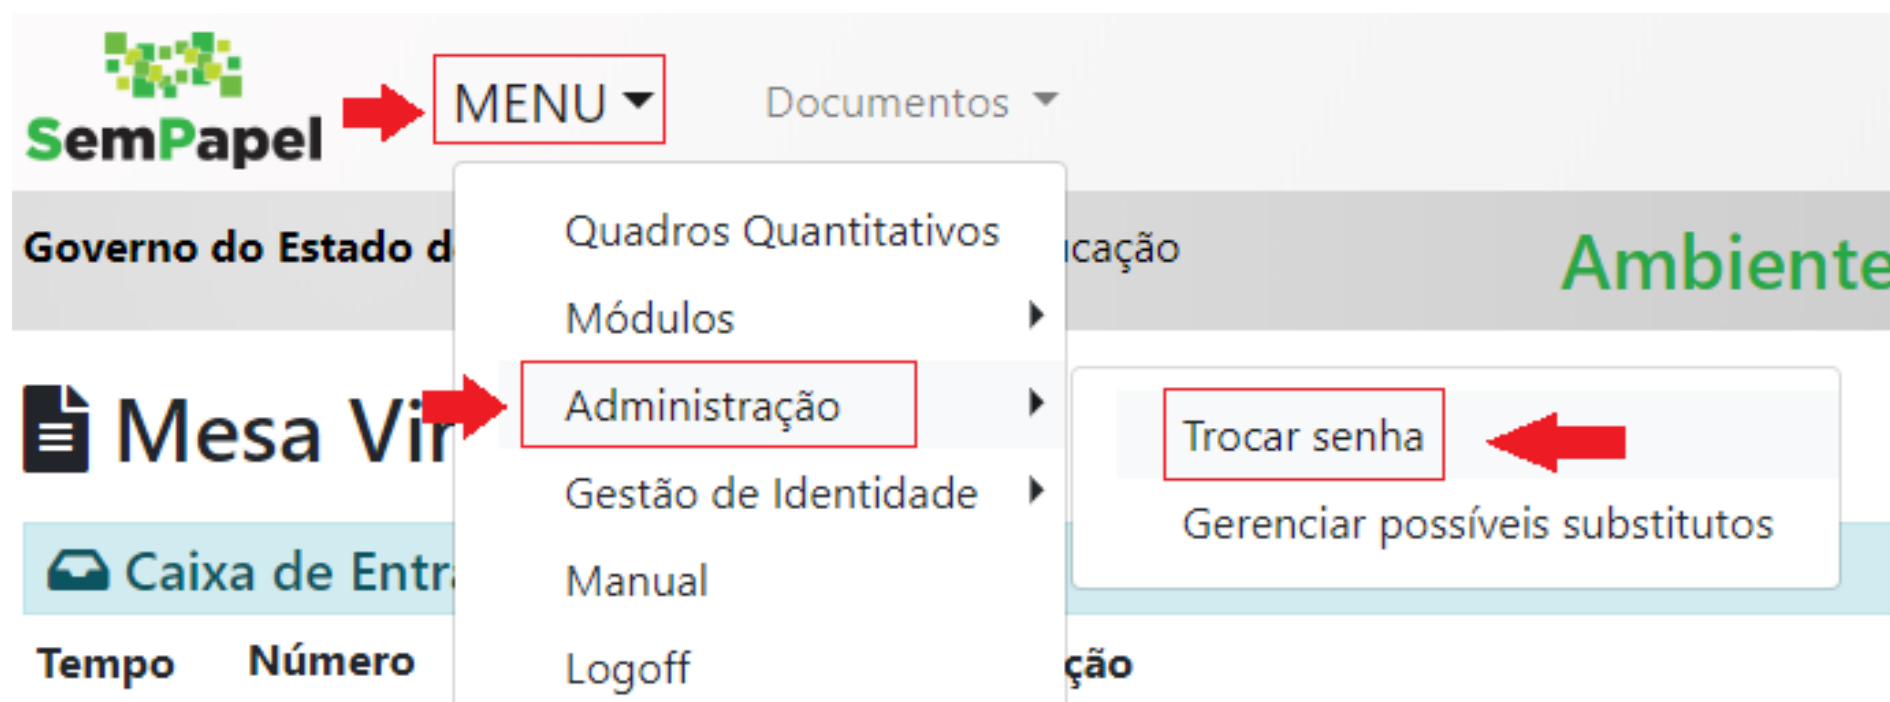 SemPapel
MENU
Documentos
Quadros Quantitativos
Governo do Estado d
cação
Ambiente
Módulos
Administração
Mesa Vir
Trocar senha
Gestão de Identidade
Gerenciar possíveis substitutos
Caixa de Entr
Manual
Tempo
Número
ção
Logoff